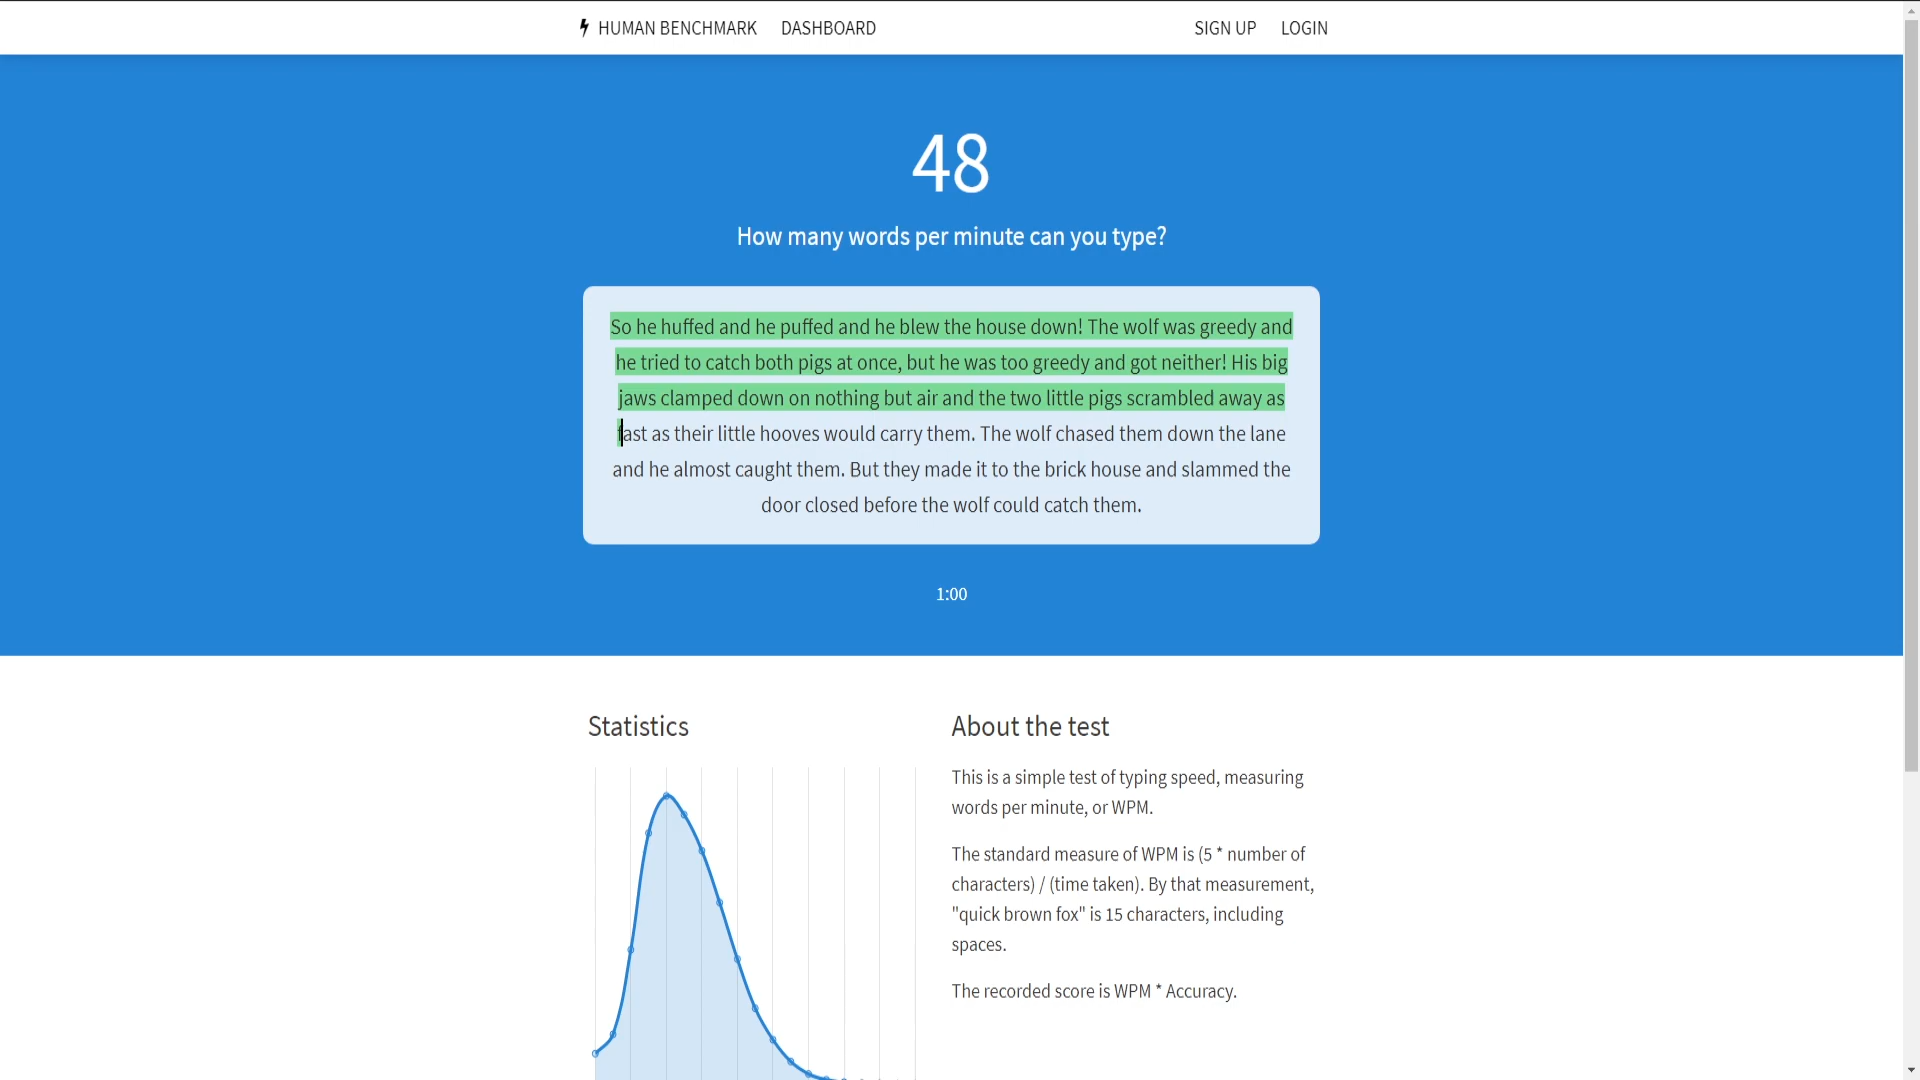 HUMAN BENCHMARK DASHBOARD SIGN UP LOGIN
48
How many words per minute can you type?
So he huffed and he puffed and he blew the house down! The wolf was greedy and
he tried to catch both pigs at once, but he was too greedy and got neither! His big
jaws clamped down on nothing but air and the two little pigs scrambled away as
fast as their little hooves would carry them. The wolf chased them down the lane
and he almost caught them. But they made it to the brick house and slammed the
door closed before the wolf could catch them.
1:00
Statistics
About the test
This is a simple test of typing speed, measuring
words per minute, or WPM.
The standard measure of WPM is (5 * number of
characters) / (time taken). By that measurement,
"quick brown fox" is 15 characters, including
spaces.
The recorded score is WPM * Accuracy.